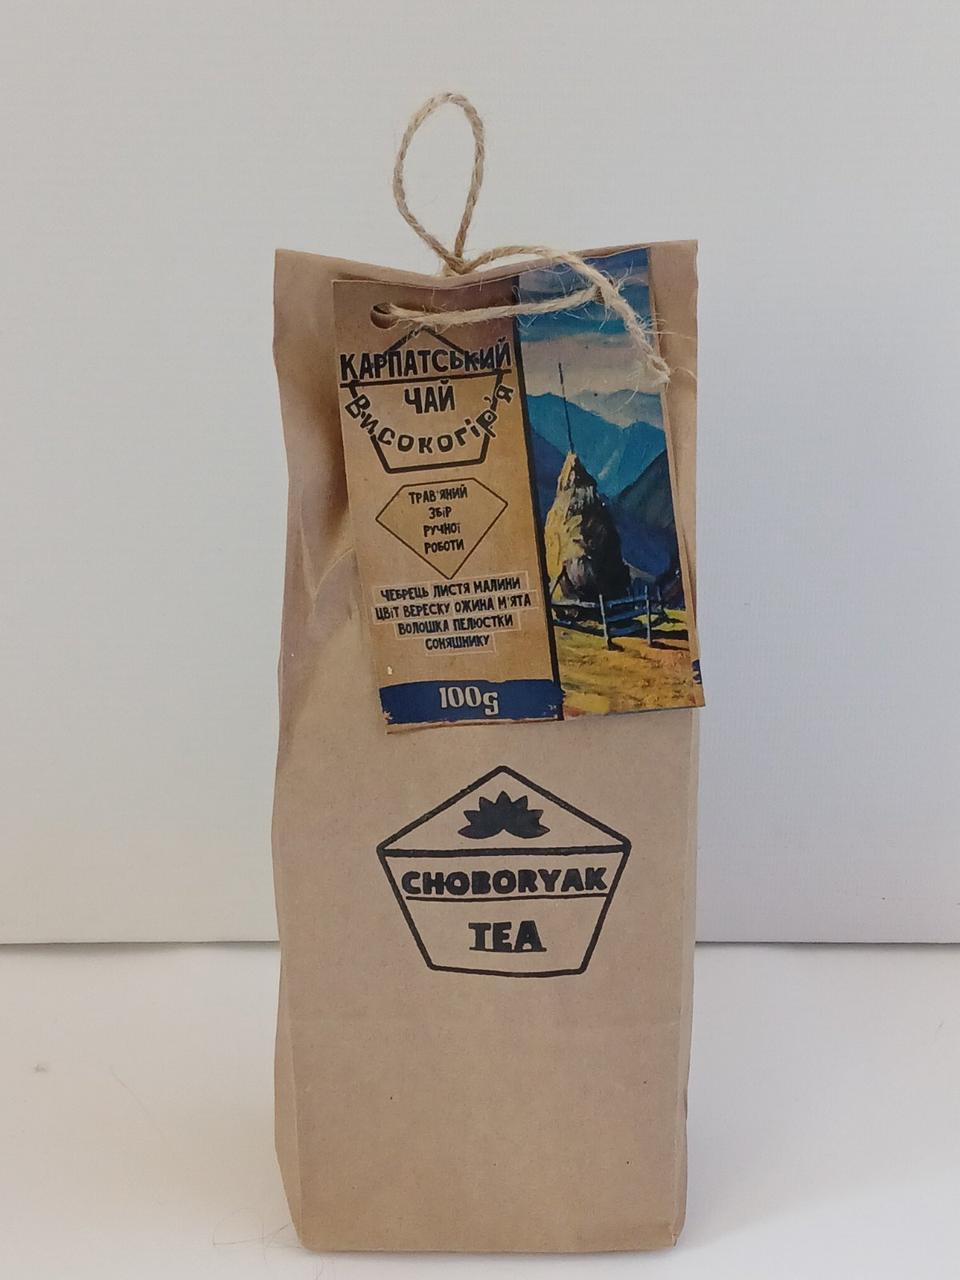 КАРПАТСЬКИЙ
ЧАЙ
Високогір'я
ТРАВ'ЯНИЙ
ЗБІР
РУЧНОЇ
РОБОТИ
ЧЕБРЕЦЬ ЛИСТЯ МАЛИНИ
ЦВІТ ВЕРЕСКУ ОЖИНА М'ЯТА
ВОЛОШКА ПЕЛЮСТКИ
СОНЯШНИКУ
100g
CHOBORYAK
TEA